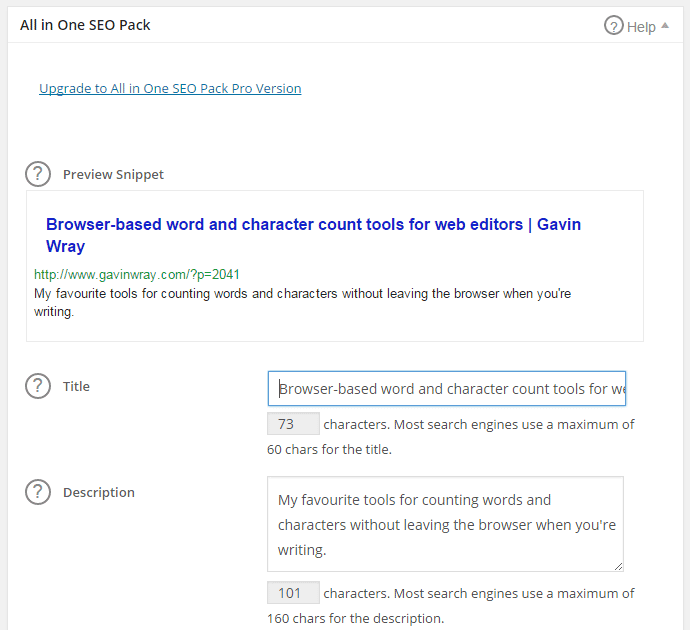 All in One SEO Pack
? Help
Upgrade to All in One SEO Pack Pro Version
? Preview Snippet
Browser-based word and character count tools for web editors | Gavin
Wray
http://www.gavinwray.com/?p=2041
My favourite tools for counting words and characters without leaving the browser when you're
writing.
? Title
Browser-based word and character count tools for we
73 characters. Most search engines use a maximum of
60 chars for the title.
? Description
My favourite tools for counting words and
characters without leaving the browser when you're
writing.
101 characters. Most search engines use a maximum of
160 chars for the description.